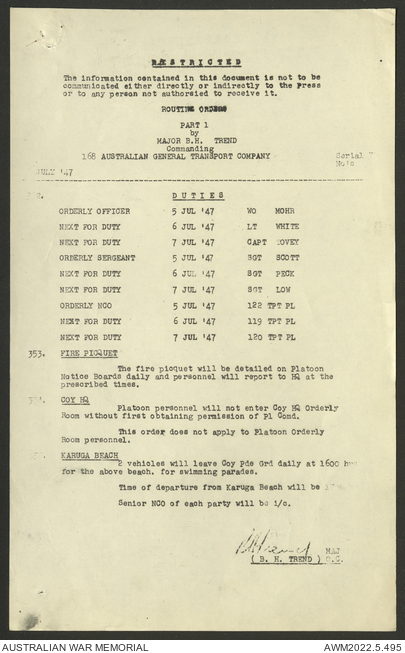 RESTRICTED
The information contained in this document is not to be
communicated either directly or indirectly to the Press
or to any person not authorsied to receive it.
ROUTINE ORDERS
PART 1
by
MAJOR B.H. TREND
Commanding
168 AUSTRALIAN GENERAL TRANSPORT COMPANY
Serial
No's
JULY '47
DUTIES
ORDERLY OFFICER 5 JUL '47 WO MOHR
NEXT FOR DUTY 6 JUL '47 LT WHITE
NEXT FOR DUTY 7 JUL '47 CAPT TOVEY
ORDERLY SERGEANT 5 JUL '47 SGT SCOTT
NEXT FOR DUTY 6 JUL '47 SGT PECK
NEXT FOR DUTY 7 JUL '47 SGT LOW
ORDERLY NCO 5 JUL '47 122 TPT PL
NEXT FOR DUTY 6 JUL '47 119 TPT PL
NEXT FOR DUTY 7 JUL '47 120 TPT PL
353. FIRE PICQUET
The fire picquet will be detailed on Platoon
Notice Boards daily and personnel will report to HQ at the
prescribed times.
COY HQ
Platoon personnel will not enter Coy HQ Orderly
Room without first obtaining permission of Pl Comd.
This order does not apply to Platoon Orderly
Room personnel.
KARUGA BEACH
2 vehicles will leave Coy Pde Grd daily at 1600
for the above beach. for swimming parades.
Time of departure from Karuga Beach will be
Senior NCO of each party will be i/c.
MAJ
( B. H. TREND ) O.C.
AUSTRALIAN WAR MEMORIAL
AWM2022.5.495